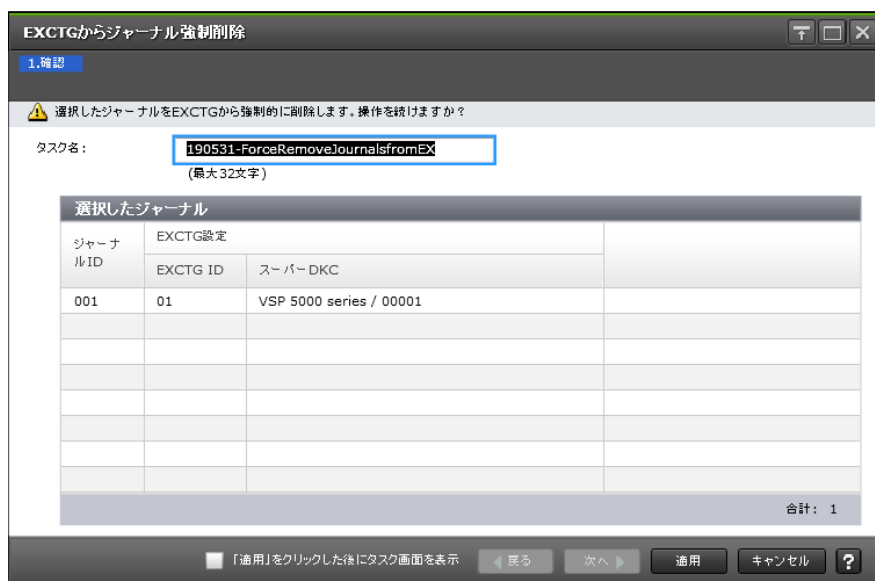 EXCTGからジャーナル強制削除
1.確認
選択したジャーナルをEXCTGから強制的に削除します。操作を続けますか？
タスク名：
190531-ForceRemoveJournalsfromEX
(最大32文字)
選択したジャーナル
ジャーナ
ルID
EXCTG設定
EXCTG ID
スーパーDKC
001
01
VSP 5000 series / 00001
合計： 1
「適用」をクリックした後にタスク画面を表示
戻る
次へ
適用
キャンセル
?